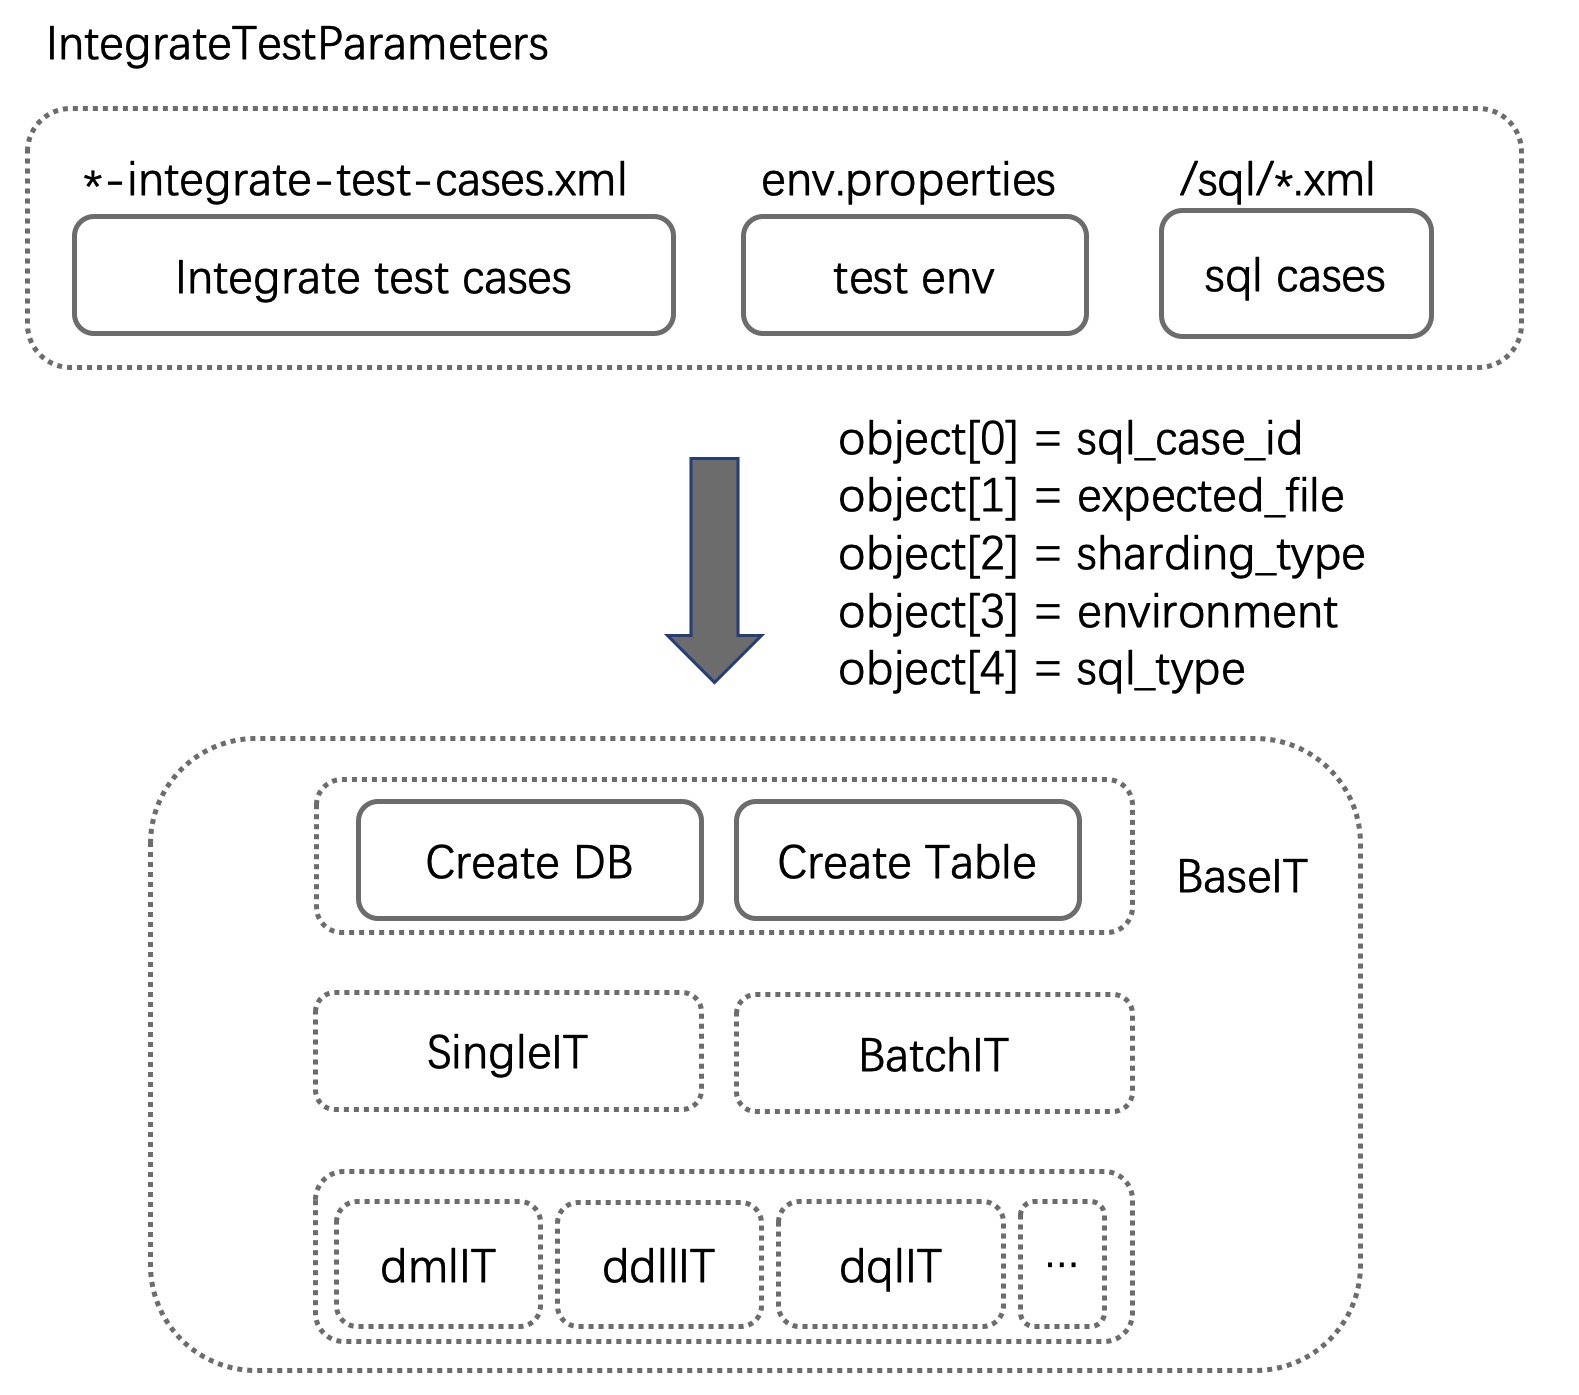 IntegrateTestParameters
*-integrate-test-cases.xml
env.properties
/sql/*.xml
Integrate test cases
test env
sql cases
object[0] = sql_case_id
object[1] = expected_file
object[2] = sharding_type
object[3] = environment
object[4] = sql_type
Create DB
Create Table
BaseIT
SingleIT
BatchIT
dmlIT
ddllIT
dqlIT
...